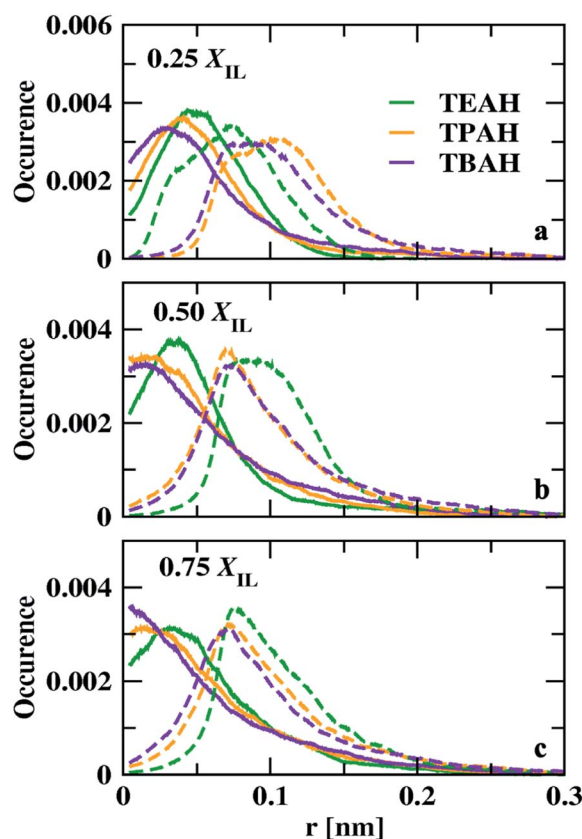 0.006
0.25 X_IL
0.004
TEAH
TPAH
TBAH
0.002
Occurence
0
a
0.50 X_IL
0.004
0.002
Occurence
0
b
0.75 X_IL
0.004
0.002
Occurence
0
c
0 0.1 0.2 0.3
r [nm]